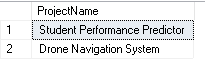 ProjectName
1 Student Performance Predictor
2 Drone Navigation System